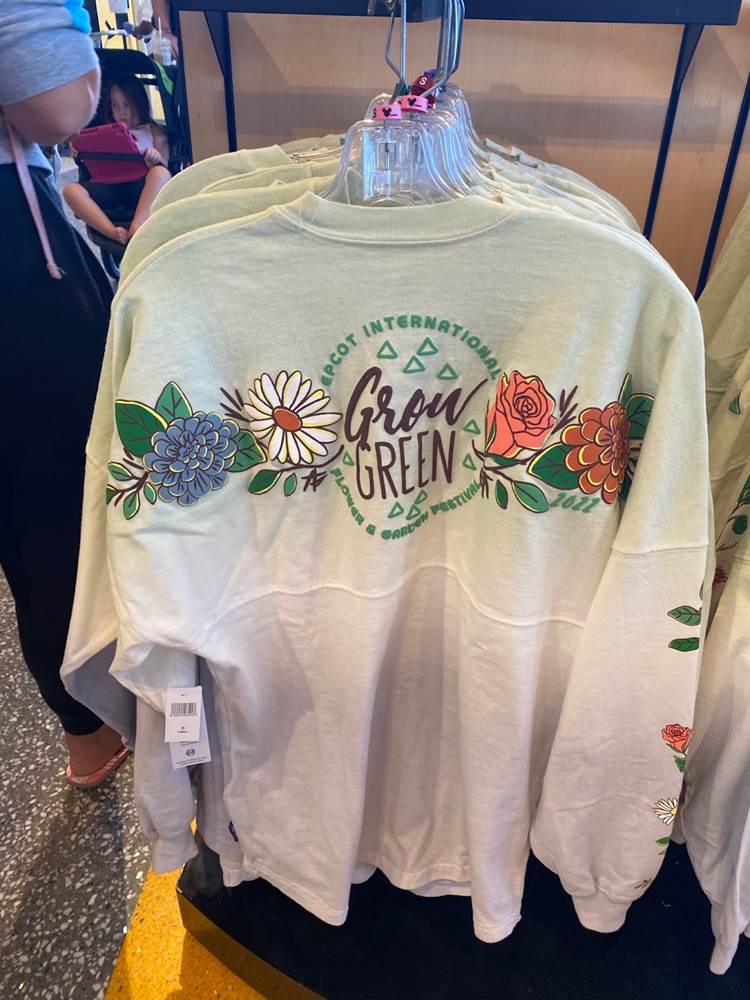 S
S
EPCOT INTERNATIONAL
Grow
GREEN
FLOWER & GARDEN FESTIVAL
2022